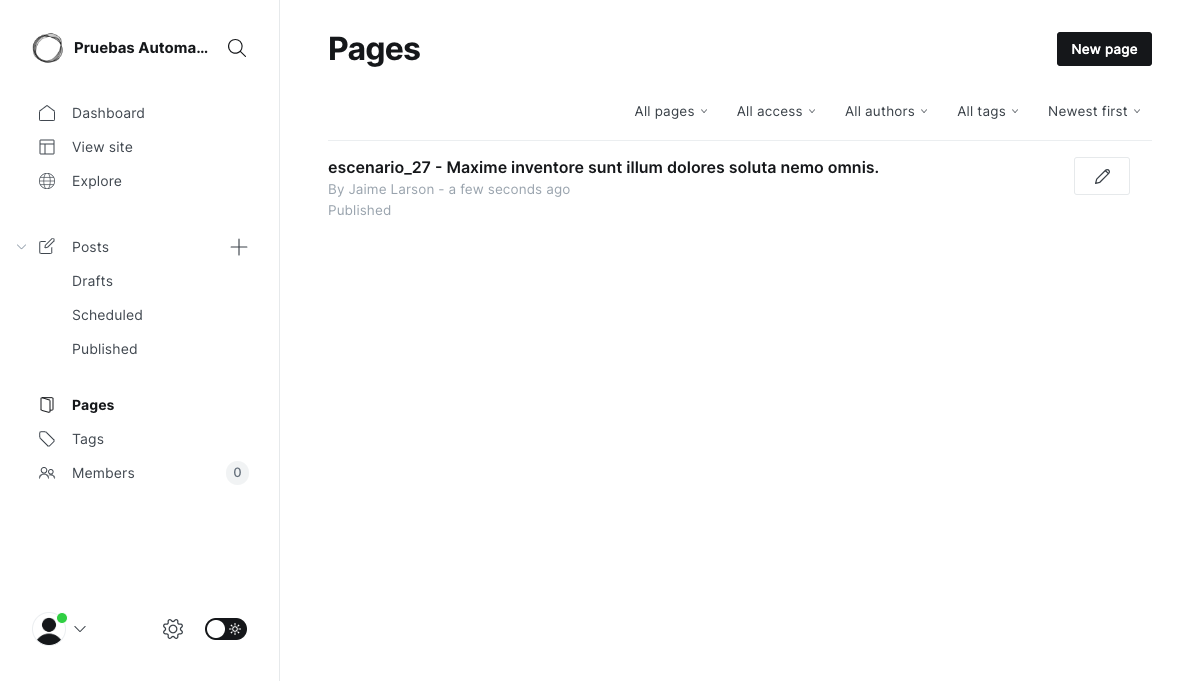 Pruebas Automa...
Dashboard
View site
Explore
Posts
Drafts
Scheduled
Published
Pages
Tags
Members
0
Pages
New page
All pages
All access
All authors
All tags
Newest first
escenario_27 - Maxime inventore sunt illum dolores soluta nemo omnis.
By Jaime Larson - a few seconds ago
Published